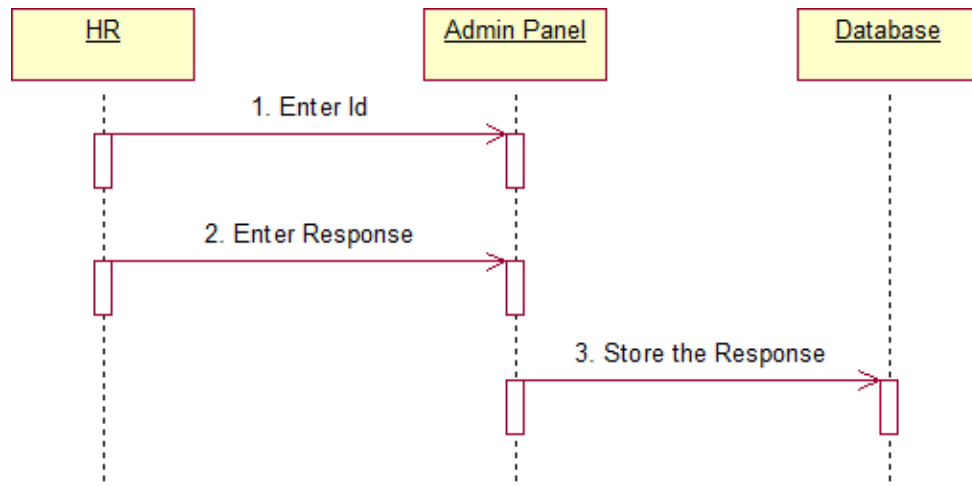 HR
Admin Panel
Database
1. Enter Id
2. Enter Response
3. Store the Response